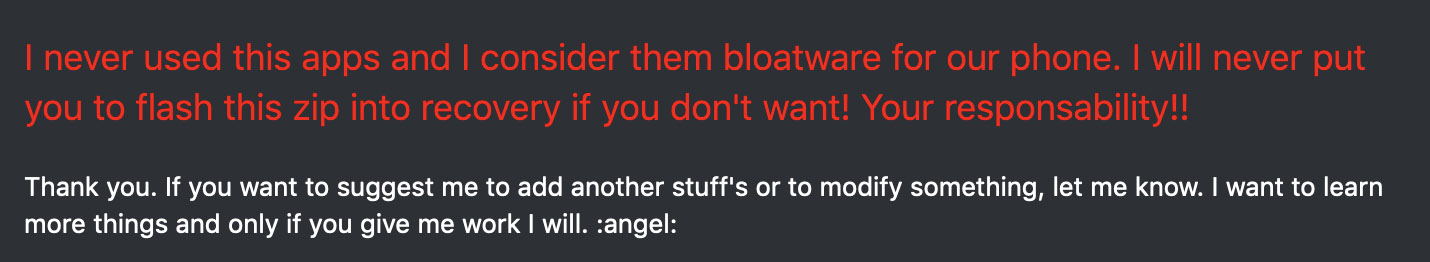 I never used this apps and I consider them bloatware for our phone. I will never put
you to flash this zip into recovery if you don't want! Your responsability!!
Thank you. If you want to suggest me to add another stuff's or to modify something, let me know. I want to learn
more things and only if you give me work I will. :angel: